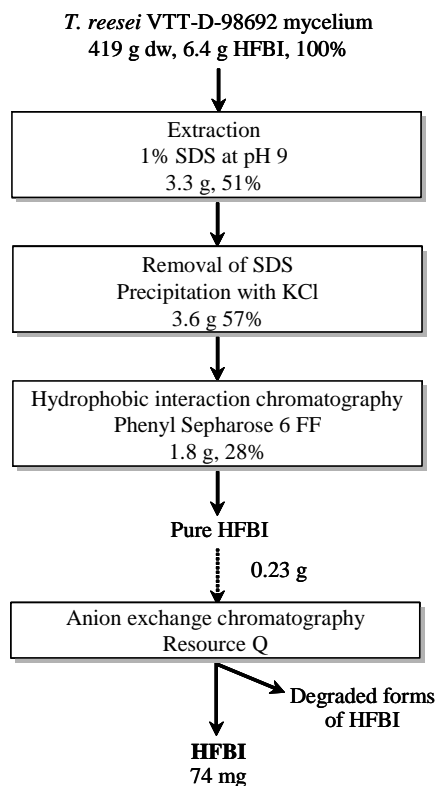 T. reesei VTT-D-98692 mycelium
419 g dw, 6.4 g HFBI, 100%
Extraction
1% SDS at pH 9
3.3 g, 51%
Removal of SDS
Precipitation with KCl
3.6 g 57%
Hydrophobic interaction chromatography
Phenyl Sepharose 6 FF
1.8 g, 28%
Pure HFBI
0.23 g
Anion exchange chromatography
Resource Q
Degraded forms
of HFBI
HFBI
74 mg